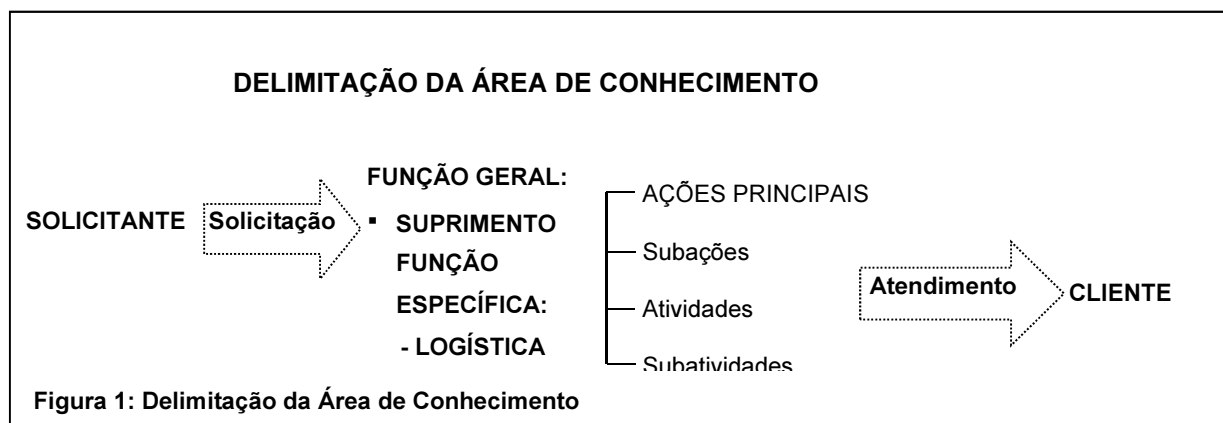 DELIMITAÇÃO DA ÁREA DE CONHECIMENTO
SOLICITANTE
Solicitação
FUNÇÃO GERAL:
▪ SUPRIMENTO
FUNÇÃO
ESPECÍFICA:
- LOGÍSTICA
AÇÕES PRINCIPAIS
Subações
Atividades
Subatividades
Atendimento
CLIENTE
Figura 1: Delimitação da Área de Conhecimento